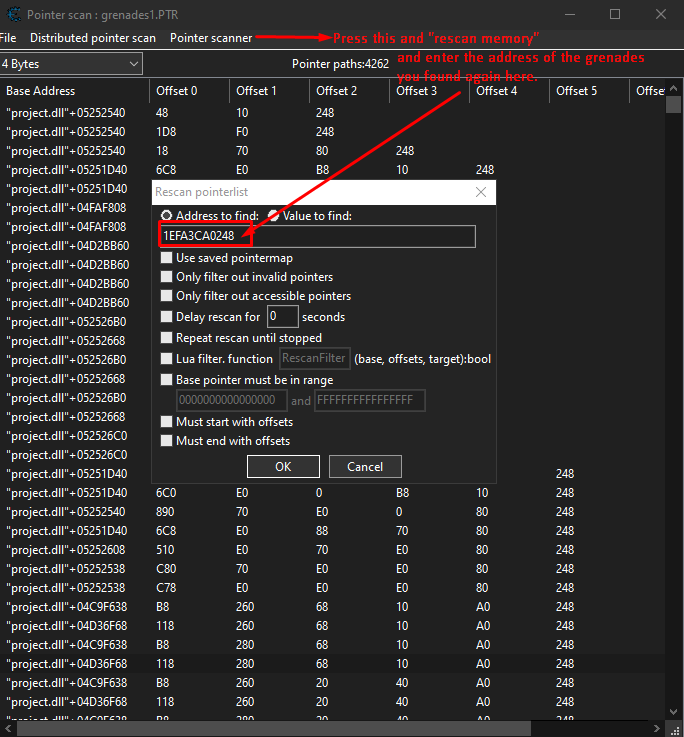 Pointer scan : grenades1.PTR
File Distributed pointer scan Pointer scanner Press this and "rescan memory"
4 Bytes Pointer paths:4262 and enter the address of the grenades
you found again here.
Base Address Offset 0 Offset 1 Offset 2 Offset 3 Offset 4 Offset 5 Offse
"project.dll"+05252540 48 10 248
"project.dll"+05252540 1D8 F0 248
"project.dll"+05252540 18 70 80 248
"project.dll"+05251D40 6C8 E0 B8 10 248
"project.dll"+05251D40
"project.dll"+04FAF808
"project.dll"+04FAF808
"project.dll"+04D2BB60
"project.dll"+04D2BB60
"project.dll"+04D2BB60
"project.dll"+04D2BB60
"project.dll"+052526B0
"project.dll"+05252668
"project.dll"+052526B0
"project.dll"+05252668
"project.dll"+052526B0
"project.dll"+05252668
"project.dll"+052526C0
"project.dll"+052526C0
Rescan pointerlist
Address to find: Value to find:
1EFA3CA0248
Use saved pointermap
Only filter out invalid pointers
Only filter out accessible pointers
Delay rescan for 0 seconds
Repeat rescan until stopped
Lua filter. function RescanFilter (base, offsets, target):bool
Base pointer must be in range
0000000000000000 and FFFFFFFFFFFFFFFF
Must start with offsets
Must end with offsets
OK Cancel
"project.dll"+05251D40 248
"project.dll"+05251D40 6C0 E0 0 B8 10 248
"project.dll"+05252540 890 70 E0 0 80 248
"project.dll"+05251D40 6C8 E0 88 70 80 248
"project.dll"+05252608 510 E0 70 E0 80 248
"project.dll"+05252538 C80 70 E0 E0 80 248
"project.dll"+05252538 C78 E0 E0 E0 80 248
"project.dll"+04C9F638 B8 260 68 10 A0 248
"project.dll"+04D36F68 118 260 68 10 A0 248
"project.dll"+04C9F638 B8 280 68 10 A0 248
"project.dll"+04D36F68 118 280 68 10 A0 248
"project.dll"+04C9F638 B8 260 20 40 A0 248
"project.dll"+04D36F68 118 260 20 40 A0 248
"project.dll"+04C9F638 B8 280 20 40 A0 248